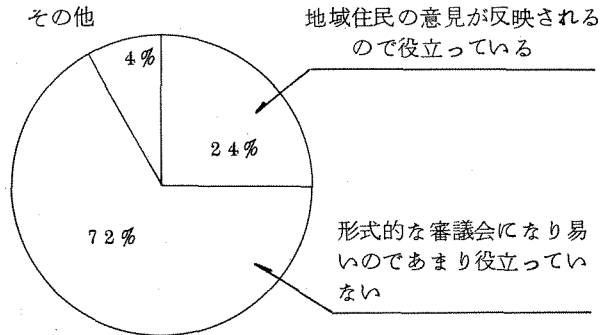 その他
地域住民の意見が反映される
ので役立っている
4%
24%
72%
形式的な審議会になり易
いのであまり役立ってい
ない